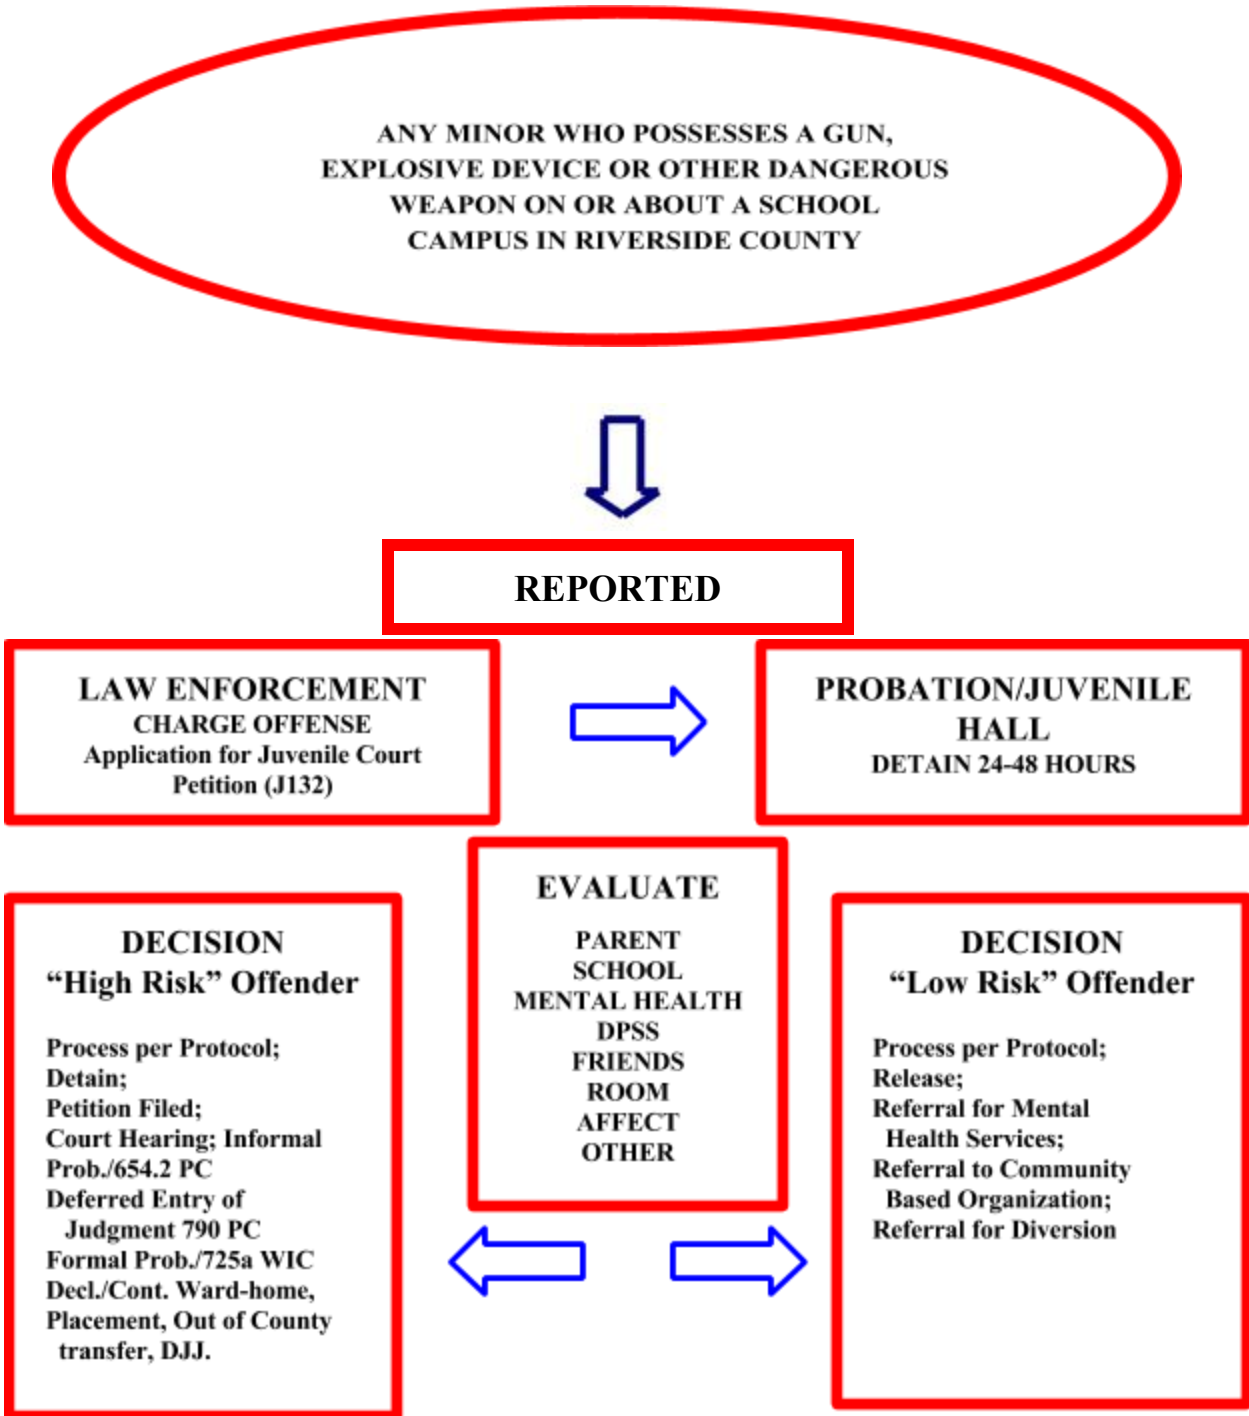 ANY MINOR WHO POSSESSES A GUN,
EXPLOSIVE DEVICE OR OTHER DANGEROUS
WEAPON ON OR ABOUT A SCHOOL
CAMPUS IN RIVERSIDE COUNTY
REPORTED
LAW ENFORCEMENT
CHARGE OFFENSE
Application for Juvenile Court
Petition (J132)
PROBATION/JUVENILE
HALL
DETAIN 24-48 HOURS
EVALUATE
PARENT
SCHOOL
MENTAL HEALTH
DPSS
FRIENDS
ROOM
AFFECT
OTHER
DECISION
“High Risk” Offender
Process per Protocol;
Detain;
Petition Filed;
Court Hearing; Informal
Prob./654.2 PC
Deferred Entry of
Judgment 790 PC
Formal Prob./725a WIC
Decl./Cont. Ward-home,
Placement, Out of County
transfer, DJJ.
DECISION
“Low Risk” Offender
Process per Protocol;
Release;
Referral for Mental
Health Services;
Referral to Community
Based Organization;
Referral for Diversion